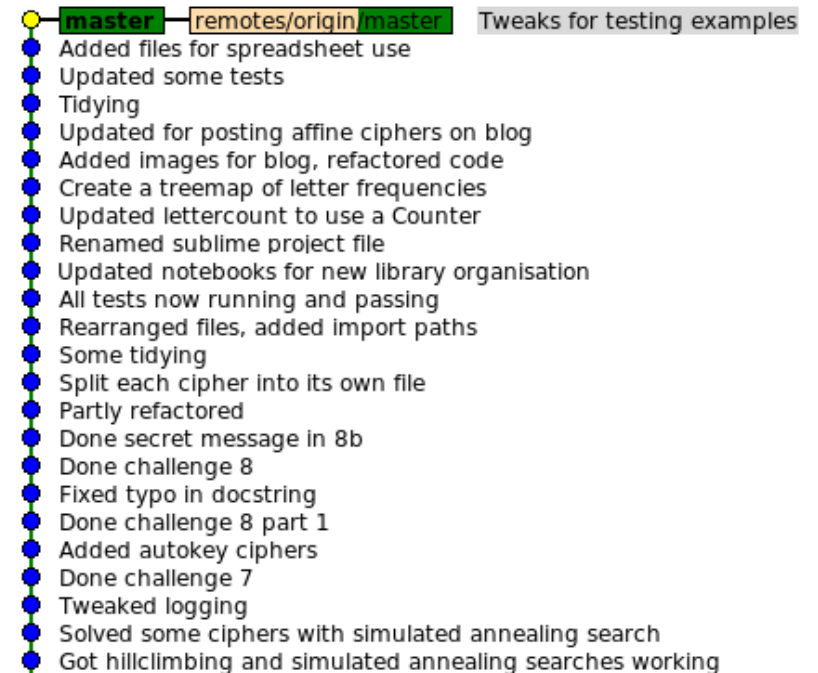 master remotes/origin/master Tweaks for testing examples
Added files for spreadsheet use
Updated some tests
Tidying
Updated for posting affine ciphers on blog
Added images for blog, refactored code
Create a treemap of letter frequencies
Updated lettercount to use a Counter
Renamed sublime project file
Updated notebooks for new library organisation
All tests now running and passing
Rearranged files, added import paths
Some tidying
Split each cipher into its own file
Partly refactored
Done secret message in 8b
Done challenge 8
Fixed typo in docstring
Done challenge 8 part 1
Added autokey ciphers
Done challenge 7
Tweaked logging
Solved some ciphers with simulated annealing search
Got hillclimbing and simulated annealing searches working